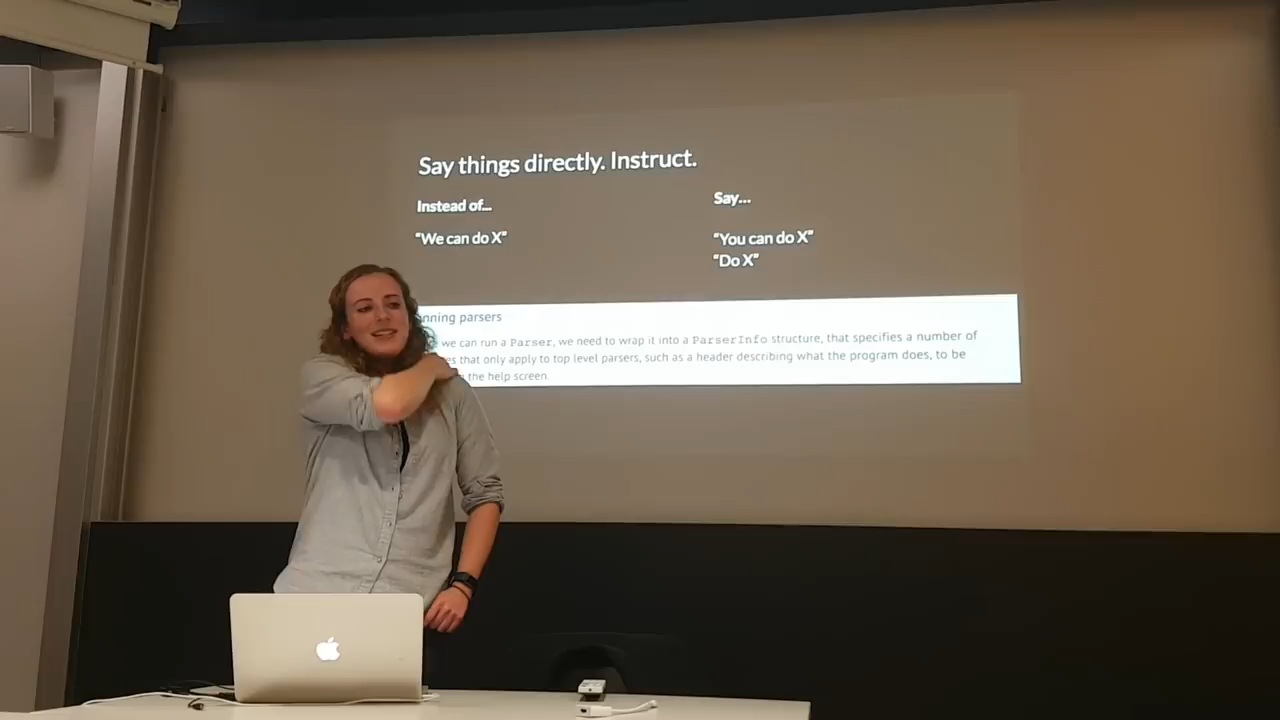 Say things directly. Instruct.
Instead of...
Say...
“We can do X”
“You can do X”
“Do X”
nning parsers
we can run a Parser, we need to wrap it into a ParserInfo structure, that specifies a number of
es that only apply to top level parsers, such as a header describing what the program does, to be
the help screen.